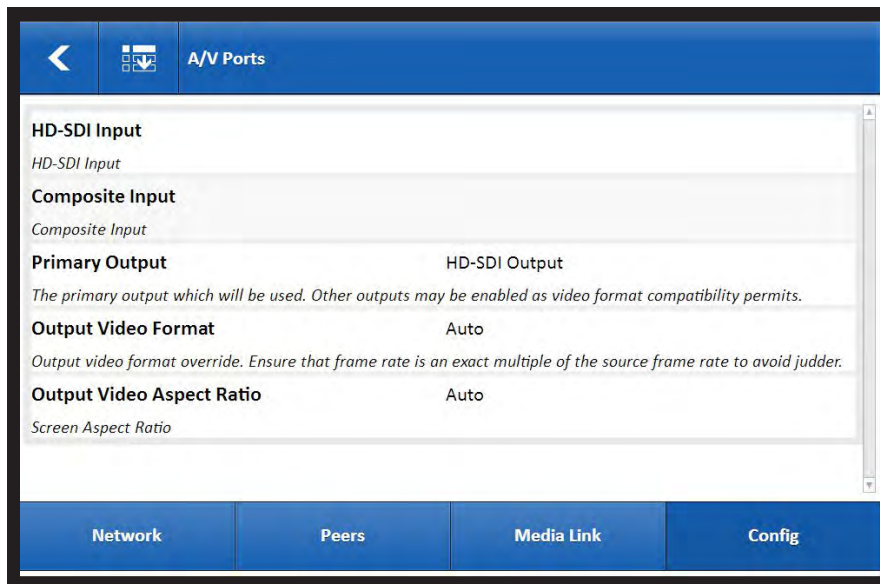 A/V Ports
HD-SDI Input
HD-SDI Input
Composite Input
Composite Input
Primary Output HD-SDI Output
The primary output which will be used. Other outputs may be enabled as video format compatibility permits.
Output Video Format Auto
Output video format override. Ensure that frame rate is an exact multiple of the source frame rate to avoid judder.
Output Video Aspect Ratio Auto
Screen Aspect Ratio
Network Peers Media Link Config